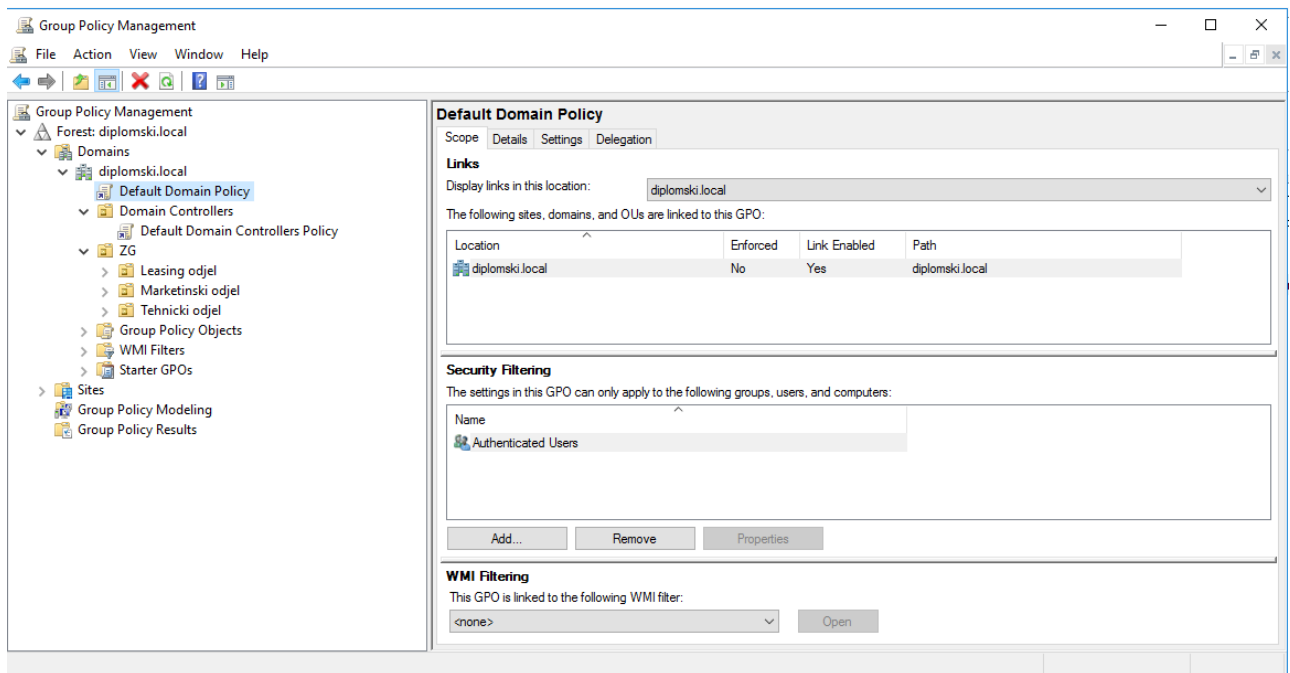 Group Policy Management
File Action View Window Help
Group Policy Management
Forest: diplomski.local
Domains
diplomski.local
Default Domain Policy
Domain Controllers
Default Domain Controllers Policy
ZG
Leasing odjel
Marketinski odjel
Tehnicki odjel
Group Policy Objects
WMI Filters
Starter GPOs
Sites
Group Policy Modeling
Group Policy Results
Default Domain Policy
Scope Details Settings Delegation
Links
Display links in this location: diplomski.local
The following sites, domains, and OUs are linked to this GPO:
Location Enforced Link Enabled Path
diplomski.local No Yes diplomski.local
Security Filtering
The settings in this GPO can only apply to the following groups, users, and computers:
Name
Authenticated Users
Add... Remove Properties
WMI Filtering
This GPO is linked to the following WMI filter:
<none> Open